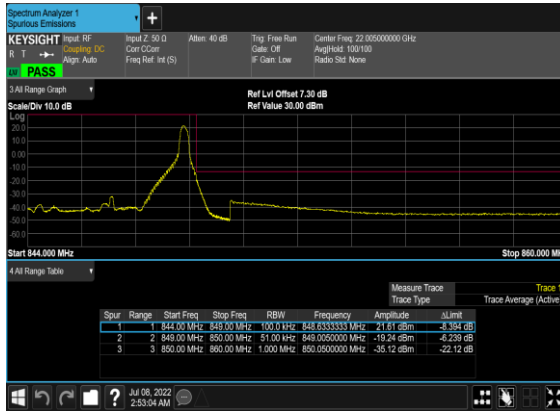 Spectrum Analyzer 1
Spurious Emissions
+
KEYSIGHT Input: RF Input Z: 50 Ω Atten: 40 dB Trig: Free Run Center Freq: 22.005000000 GHz
R T Coupling: DC Corr CCorr Gate: Off Avg|Hold: 100/100
Align: Auto Freq Ref: Int (S) IF Gain: Low Radio Std: None
PASS
3 All Range Graph
Ref Lvl Offset 7.30 dB
Scale/Div 10.0 dB Ref Value 30.00 dBm
Log
20.0
10.0
0.00
-10.0
-20.0
-30.0
-40.0
-50.0
-60.0
Start 844.000 MHz Stop 860.000 MH
4 All Range Table
Measure Trace Trace 1
Trace Type Trace Average (Active
Spur Range Start Freq Stop Freq RBW Frequency Amplitude ΔLimit
1 1 844.00 MHz 849.00 MHz 100.0 kHz 848.6333333 MHz 21.61 dBm -8.394 dB
2 2 849.00 MHz 850.00 MHz 51.00 kHz 849.0050000 MHz -19.24 dBm -6.239 dB
3 3 850.00 MHz 860.00 MHz 1.000 MHz 850.0500000 MHz -35.12 dBm -22.12 dB
? Jul 08, 2022
2:53:04 AM